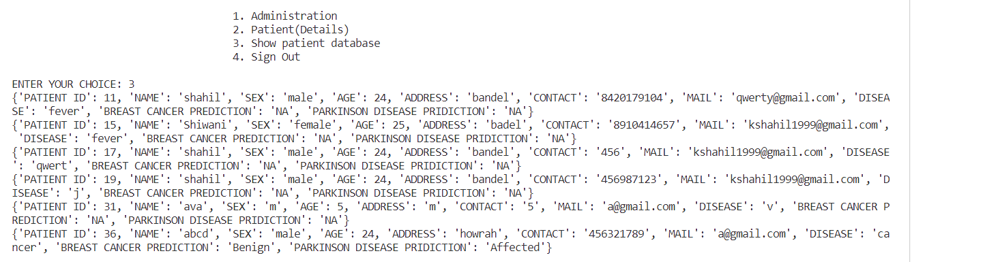 1. Administration
2. Patient(Details)
3. Show patient database
4. Sign Out
ENTER YOUR CHOICE: 3
{'PATIENT ID': 11, 'NAME': 'shahil', 'SEX': 'male', 'AGE': 24, 'ADDRESS': 'bandel', 'CONTACT': '8420179104', 'MAIL': 'qwerty@gmail.com', 'DISEA
SE': 'fever', 'BREAST CANCER PREDICTION': 'NA', 'PARKINSON DISEASE PRIDICTION': 'NA'}
{'PATIENT ID': 15, 'NAME': 'Shiwani', 'SEX': 'female', 'AGE': 25, 'ADDRESS': 'badel', 'CONTACT': '8910414657', 'MAIL': 'kshahil1999@gmail.com',
'DISEASE': 'fever', 'BREAST CANCER PREDICTION': 'NA', 'PARKINSON DISEASE PRIDICTION': 'NA'}
{'PATIENT ID': 17, 'NAME': 'shahil', 'SEX': 'male', 'AGE': 24, 'ADDRESS': 'bandel', 'CONTACT': '456', 'MAIL': 'kshahil1999@gmail.com', 'DISEASE
': 'qwert', 'BREAST CANCER PREDICTION': 'NA', 'PARKINSON DISEASE PRIDICTION': 'NA'}
{'PATIENT ID': 19, 'NAME': 'shahil', 'SEX': 'male', 'AGE': 24, 'ADDRESS': 'bandel', 'CONTACT': '456987123', 'MAIL': 'kshahil1999@gmail.com', 'D
ISEASE': 'j', 'BREAST CANCER PREDICTION': 'NA', 'PARKINSON DISEASE PRIDICTION': 'NA'}
{'PATIENT ID': 31, 'NAME': 'ava', 'SEX': 'm', 'AGE': 5, 'ADDRESS': 'm', 'CONTACT': '5', 'MAIL': 'a@gmail.com', 'DISEASE': 'v', 'BREAST CANCER P
REDICTION': 'NA', 'PARKINSON DISEASE PRIDICTION': 'NA'}
{'PATIENT ID': 36, 'NAME': 'abcd', 'SEX': 'male', 'AGE': 24, 'ADDRESS': 'howrah', 'CONTACT': '456321789', 'MAIL': 'a@gmail.com', 'DISEASE': 'ca
ncer', 'BREAST CANCER PREDICTION': 'Benign', 'PARKINSON DISEASE PRIDICTION': 'Affected'}